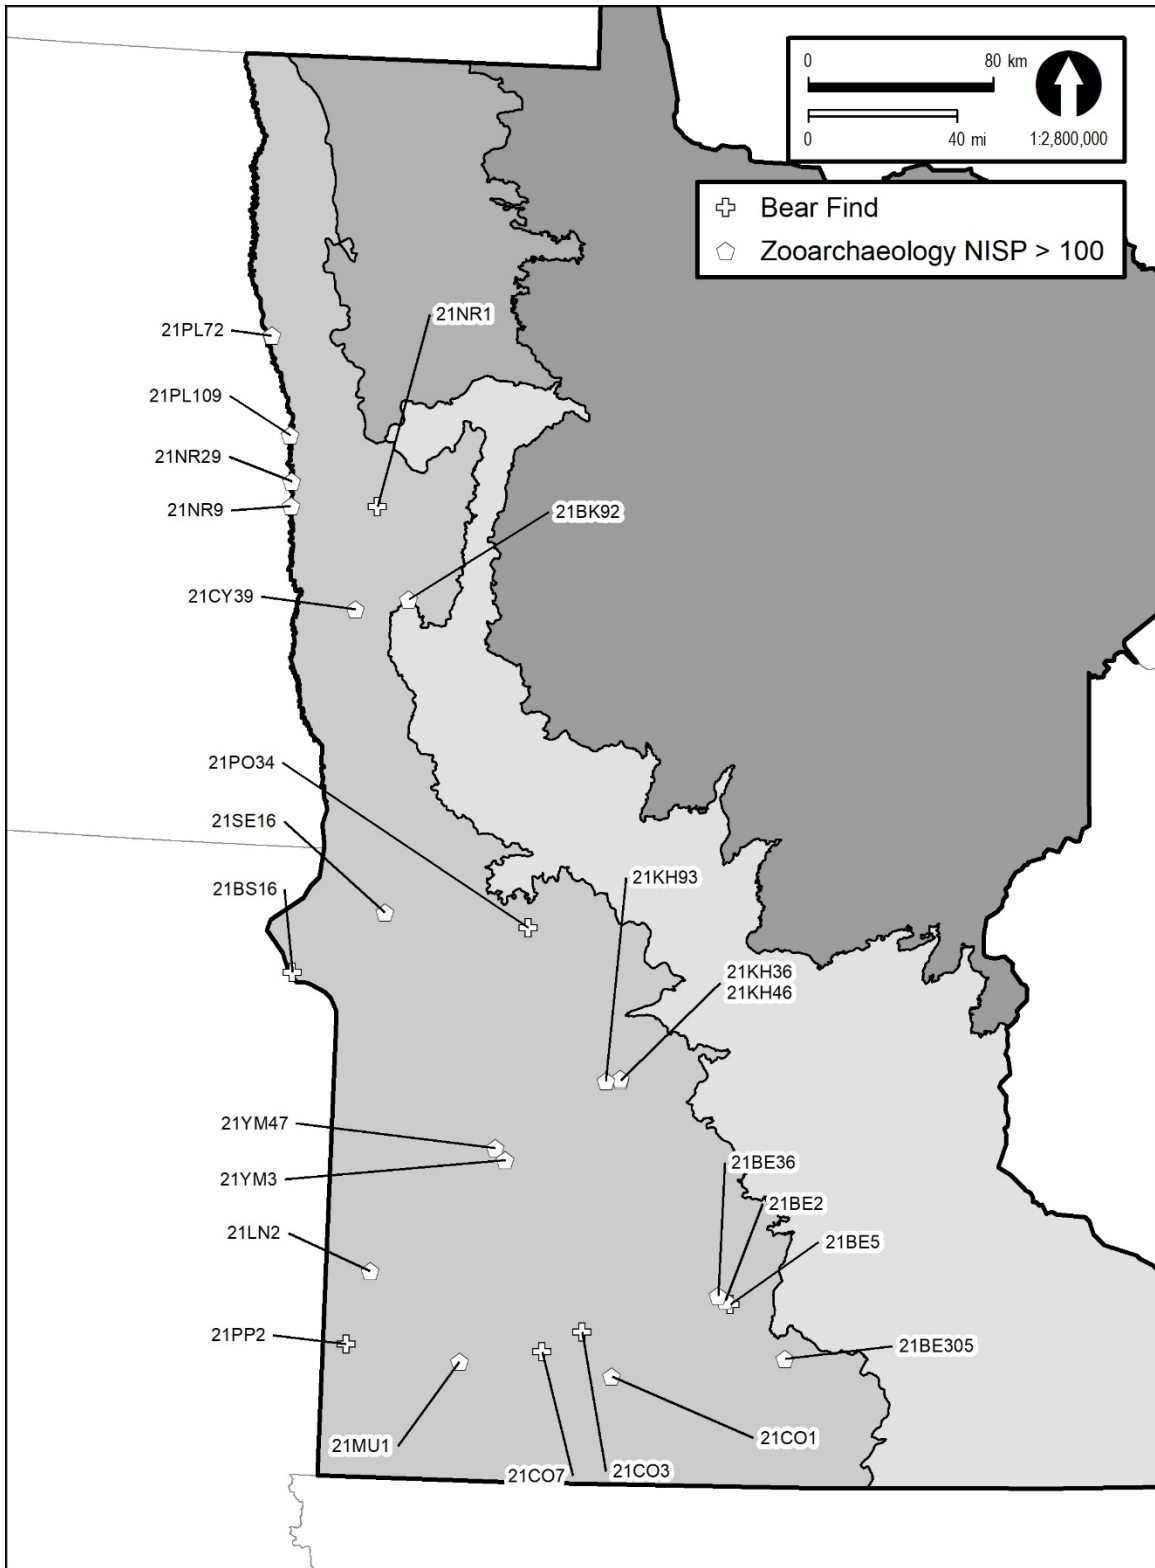 0 80 km
0 40 mi
1:2,800,000
Bear Find
Zooarchaeology NISP > 100
21NR1
21PL72
21PL109
21NR29
21NR9
21BK92
21CY39
21PO34
21SE16
21BS16
21KH93
21KH36
21KH46
21YM47
21YM3
21BE36
21BE2
21BE5
21LN2
21PP2
21BE305
21MU1
21CO7
21CO3
21CO1